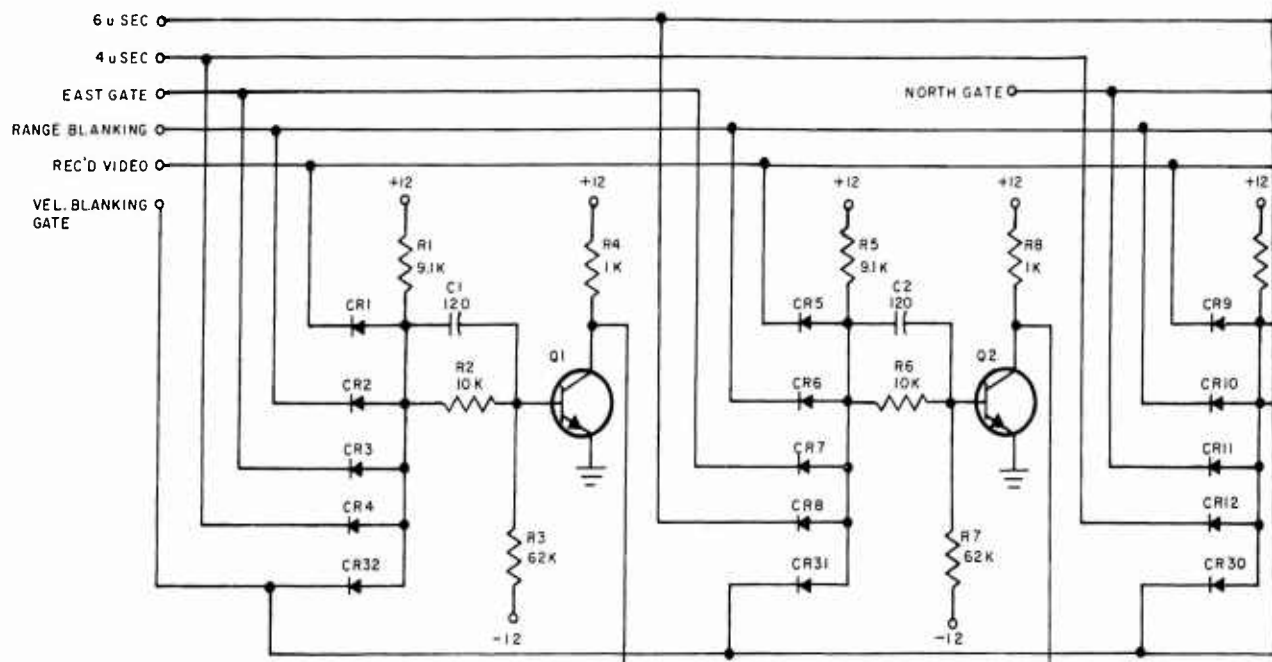 6 u SEC
4 u SEC
EAST GATE
NORTH GATE
RANGE BLANKING
REC'D VIDEO
VEL. BLANKING
GATE
+12
+12
+12
+12
+12
R1
9.1K
R4
1K
R5
9.1K
R8
1K
C1
120
C2
120
CR1
CR5
CR9
Q1
Q2
R2
10K
R6
10K
CR2
CR6
CR10
CR3
CR7
CR11
CR4
CR8
CR12
R3
62K
R7
62K
CR32
CR31
CR30
-12
-12